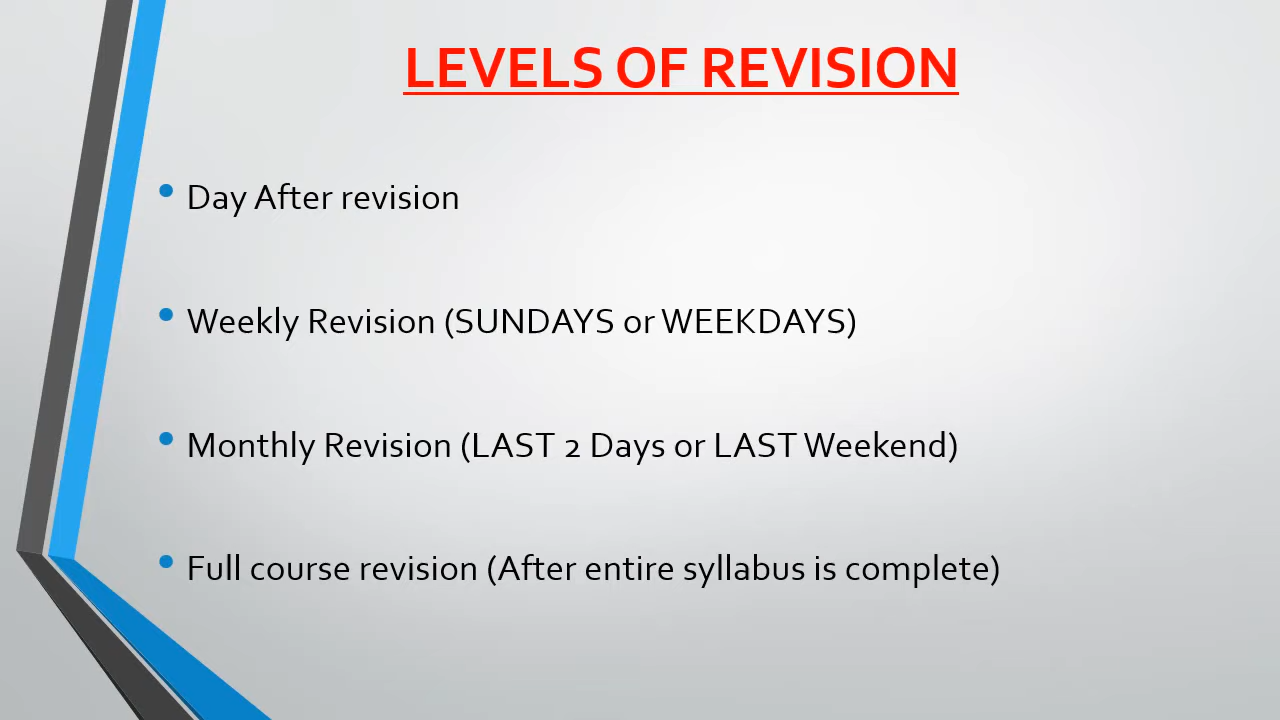 LEVELS OF REVISION
• Day After revision
• Weekly Revision (SUNDAYS or WEEKDAYS)
• Monthly Revision (LAST 2 Days or LAST Weekend)
• Full course revision (After entire syllabus is complete)